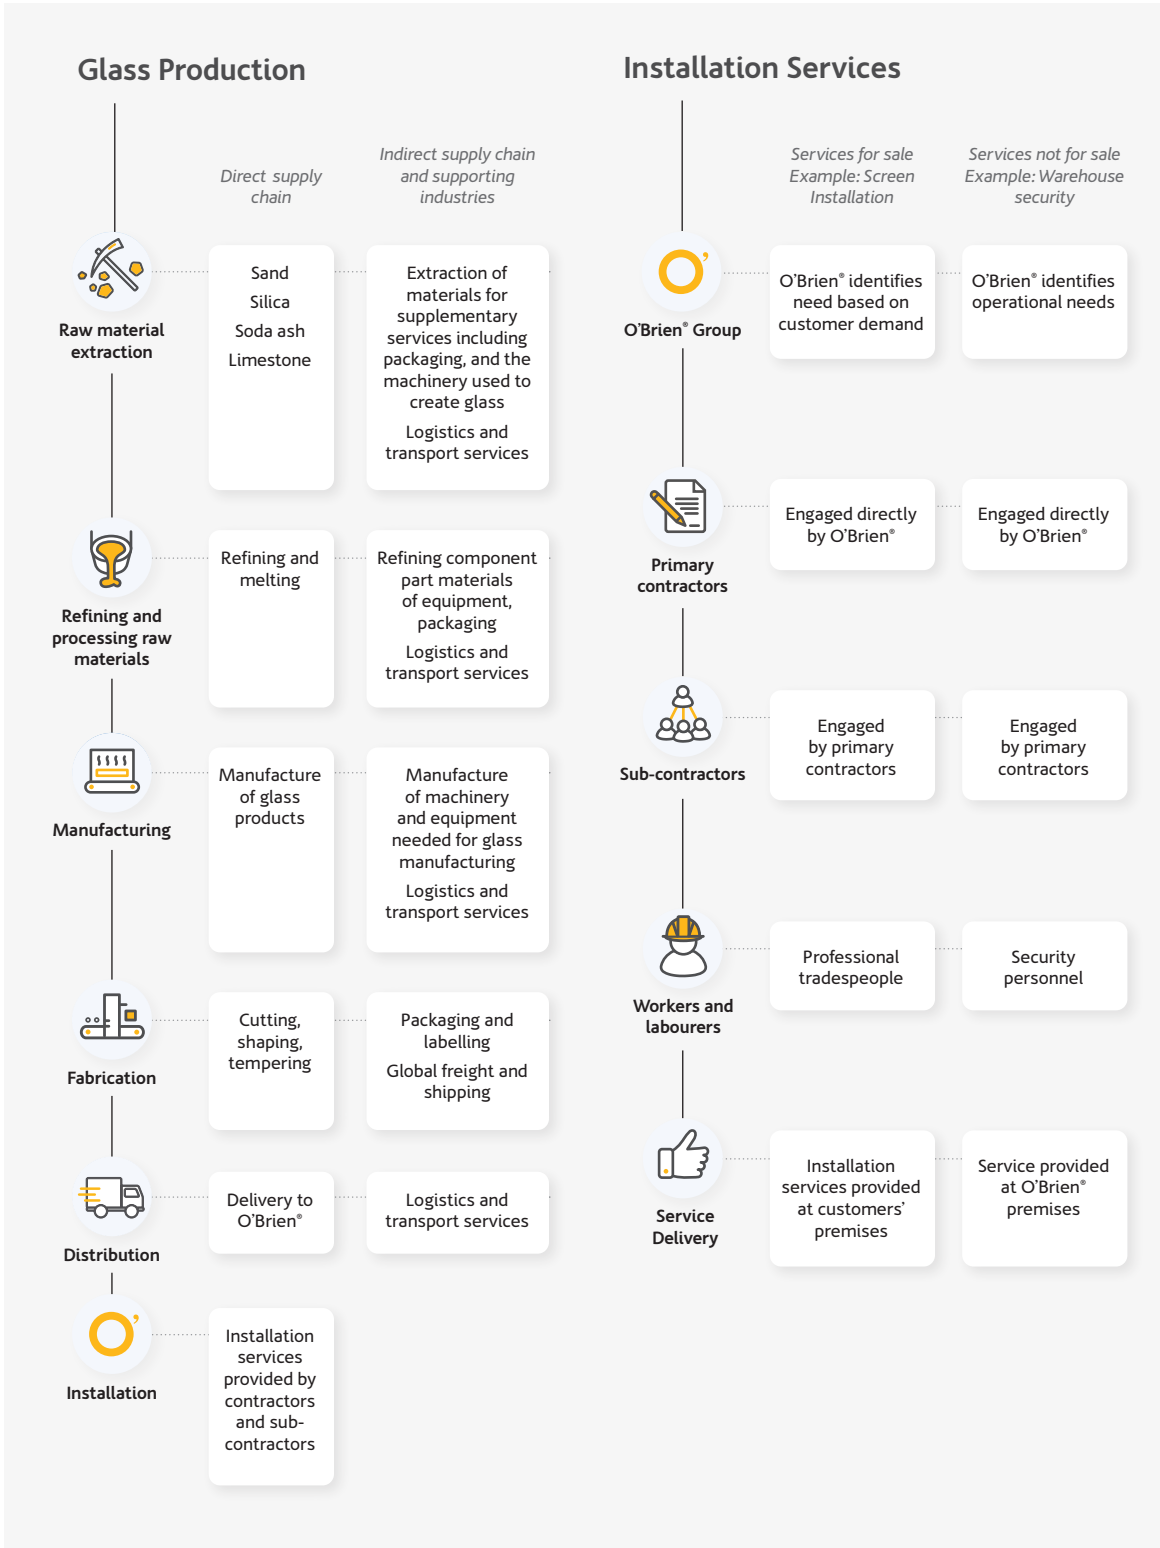 Glass Production
Direct supply
chain
Indirect supply chain
and supporting
industries
Raw material
extraction
Sand
Silica
Soda ash
Limestone
Extraction of
materials for
supplementary
services including
packaging, and the
machinery used to
create glass
Logistics and
transport services
Refining and
processing raw
materials
Refining and
melting
Refining component
part materials
of equipment,
packaging
Logistics and
transport services
Manufacturing
Manufacture
of glass
products
Manufacture
of machinery
and equipment
needed for glass
manufacturing
Logistics and
transport services
Fabrication
Cutting,
shaping,
tempering
Packaging and
labelling
Global freight and
shipping
Distribution
Delivery to
O’Brien®
Logistics and
transport services
O’
Installation
Installation
services
provided by
contractors
and sub-
contractors
Installation Services
Services for sale
Example: Screen
Installation
Services not for sale
Example: Warehouse
security
O’
O’Brien® Group
O’Brien® identifies
need based on
customer demand
O’Brien® identifies
operational needs
Primary
contractors
Engaged directly
by O’Brien®
Engaged directly
by O’Brien®
Sub-contractors
Engaged
by primary
contractors
Engaged
by primary
contractors
Workers and
labourers
Professional
tradespeople
Security
personnel
Service
Delivery
Installation
services provided
at customers’
premises
Service provided
at O’Brien®
premises